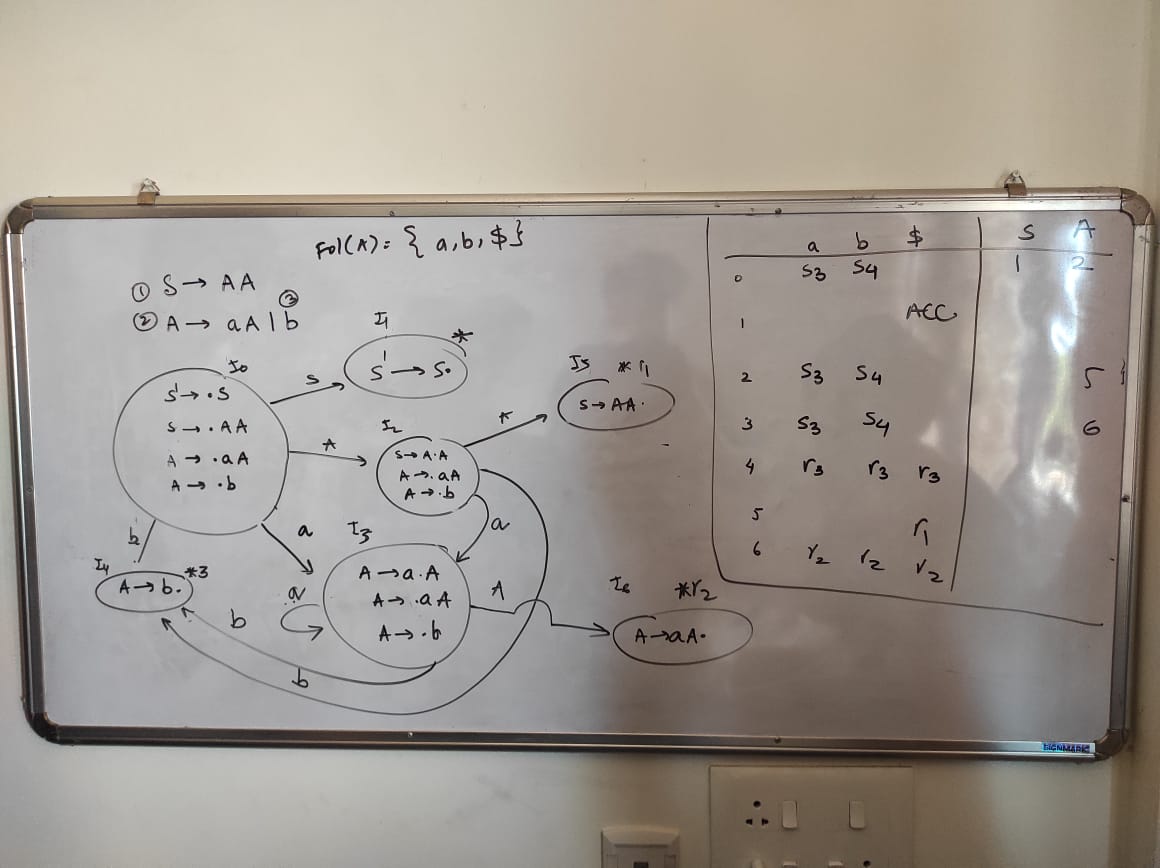 Fol(A) = { a, b, $ }
① S → AA
③
② A → aA | b
I0
S' → .S
S → .AA
A → .aA
A → .b
S
A
a
b
I1
*
S' → S.
I2
S → A.A
A → .aA
A → .b
A
a
I5 * r1
S → AA.
I3
A → a.A
A → .aA
A → .b
a
A
b
b
I4
*3
A → b.
I6 *r2
A → aA.
a b $ S A
0 S3 S4 1 2
1 ACC
2 S3 S4 5
3 S3 S4 6
4 r3 r3 r3
5 r1
6 r2 r2 r2
SIGNMARK